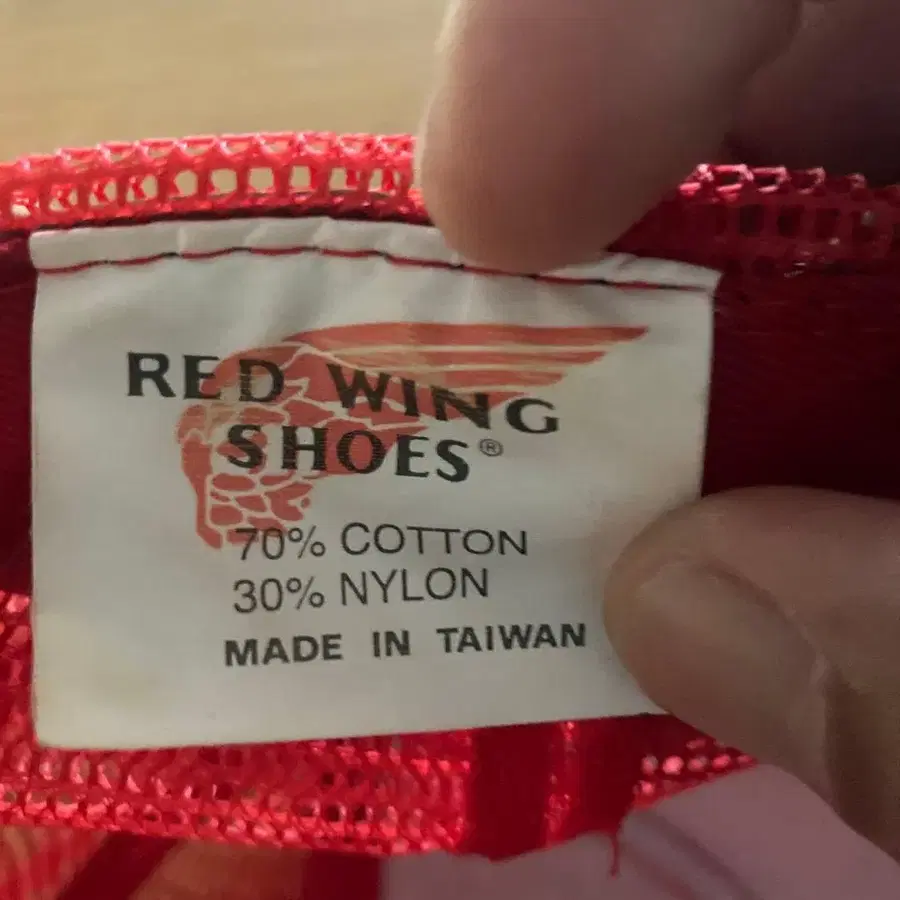 RED WING
SHOES®
70% COTTON
30% NYLON
MADE IN TAIWAN